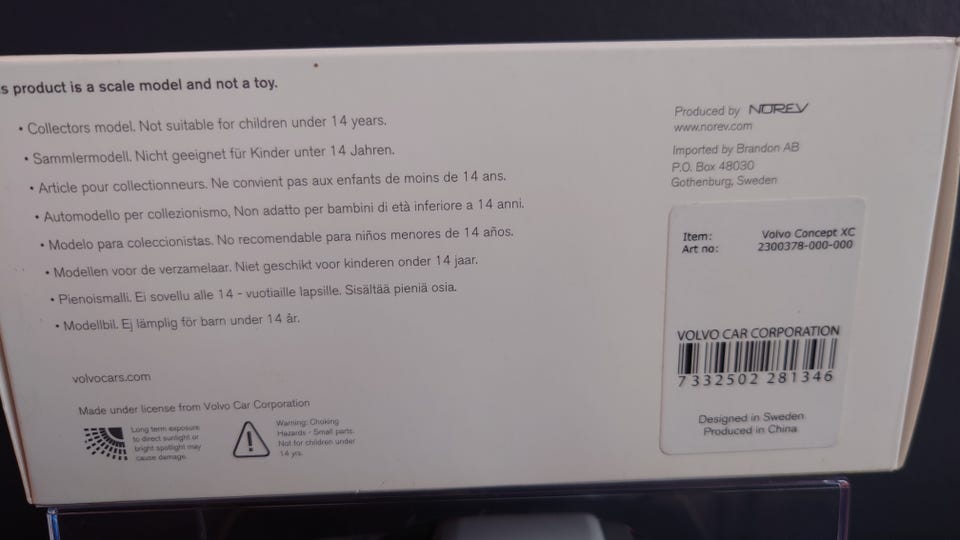 s product is a scale model and not a toy.
• Collectors model. Not suitable for children under 14 years.
• Sammlermodell. Nicht geeignet für Kinder unter 14 Jahren.
• Article pour collectionneurs. Ne convient pas aux enfants de moins de 14 ans.
• Automodello per collezionismo, Non adatto per bambini di età inferiore a 14 anni.
• Modelo para coleccionistas. No recomendable para niños menores de 14 años.
• Modellen voor de verzamelaar. Niet geschikt voor kinderen onder 14 jaar.
• Pienoismalli. Ei sovellu alle 14 - vuotiaille lapsille. Sisältää pieniä osia.
• Modellbil. Ej lämplig för barn under 14 år.
volvocars.com
Made under license from Volvo Car Corporation
Long term exposure
to direct sunlight or
bright spotlight may
cause damage.
Warning: Choking
Hazards - Small parts.
Not for children under
14 yrs.
Produced by NOREV
www.norev.com
Imported by Brandon AB
P.O. Box 48030
Gothenburg, Sweden
Item: Volvo Concept XC
Art no: 2300378-000-000
VOLVO CAR CORPORATION
7 332502 281346
Designed in Sweden
Produced in China